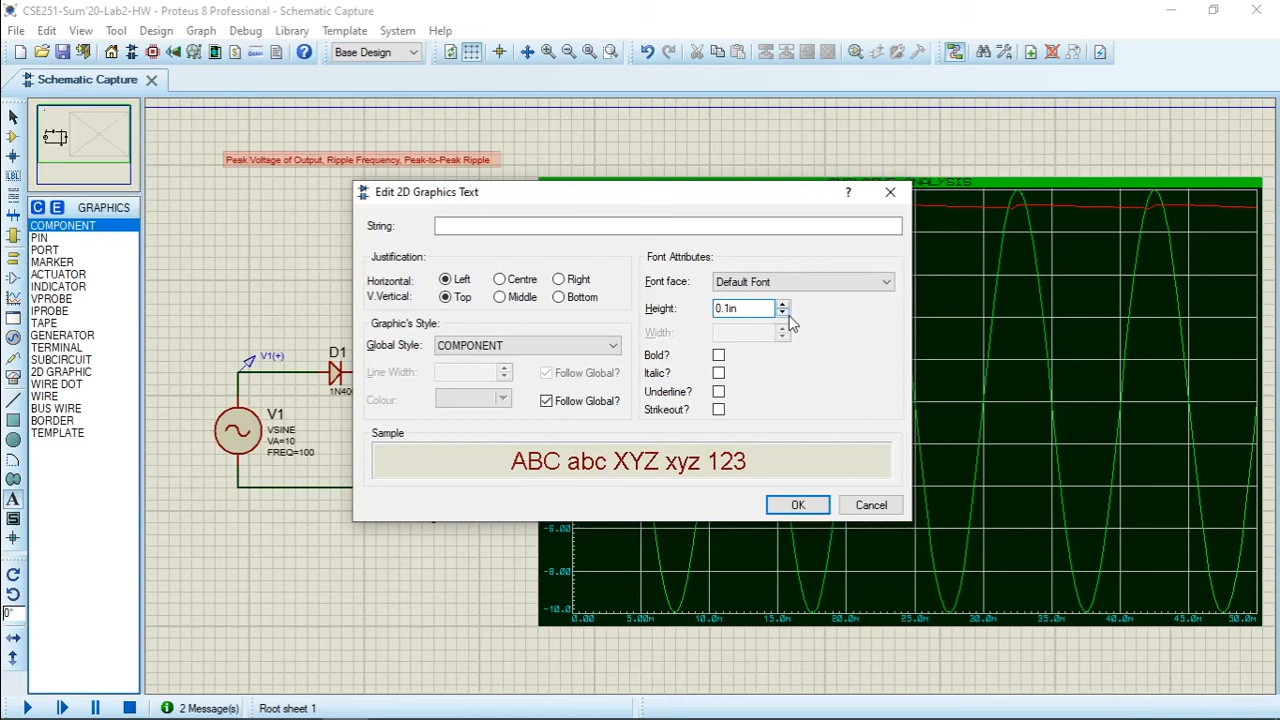 CSE251-Sum'20-Lab2-HW - Proteus 8 Professional - Schematic Capture
File Edit View Tool Design Graph Debug Library Template System Help
Base Design
Schematic Capture
C E GRAPHICS
COMPONENT
PIN
PORT
MARKER
ACTUATOR
INDICATOR
VPROBE
IPROBE
TAPE
GENERATOR
TERMINAL
SUBCIRCUIT
2D GRAPHIC
WIRE DOT
WIRE
BUS WIRE
BORDER
TEMPLATE
LBL
A
S
0°
Peak Voltage of Output, Ripple Frequency, Peak-to-Peak Ripple
V1(+)
D1
V1
VSINE
VA=10
FREQ=100
Edit 2D Graphics Text
String:
Justification:
Horizontal: Left Centre Right
V.Vertical: Top Middle Bottom
Graphic's Style:
Global Style: COMPONENT
Line Width: Follow Global?
Colour: Follow Global?
Font Attributes:
Font face: Default Font
Height: 0.1in
Width:
Bold?
Italic?
Underline?
Strikeout?
Sample
ABC abc XYZ xyz 123
OK Cancel
-8.00
-10.0
0.00 5.00m 10.0m 15.0m 20.0m 25.0m 30.0m 35.0m 40.0m 45.0m 50.0m
2 Message(s) Root sheet 1